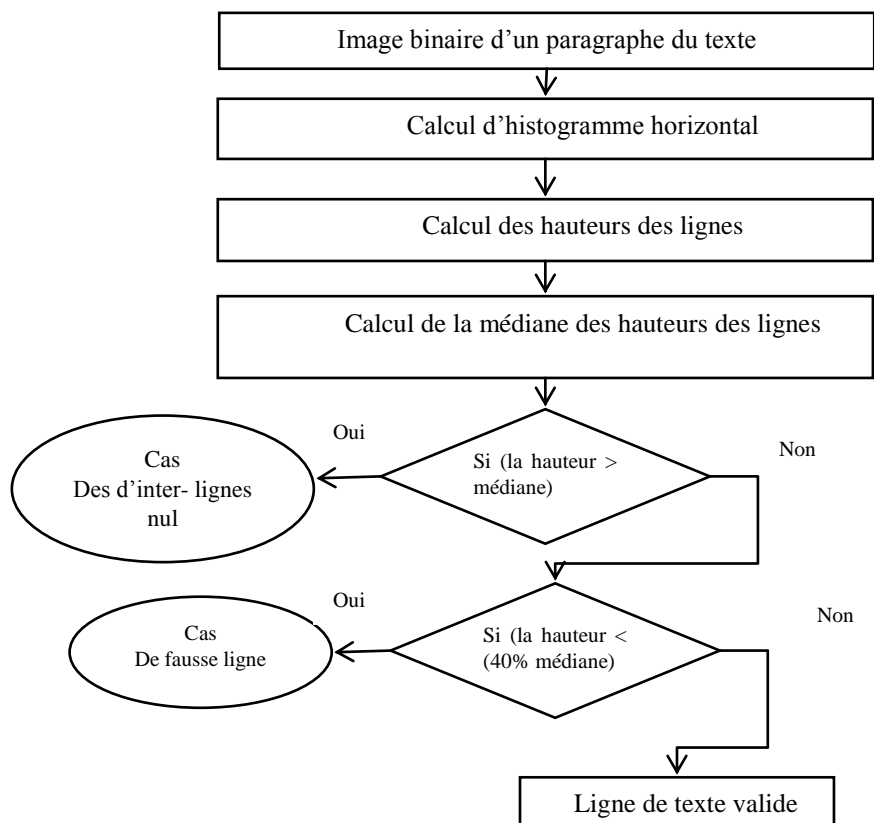 Image binaire d’un paragraphe du texte
Calcul d’histogramme horizontal
Calcul des hauteurs des lignes
Calcul de la médiane des hauteurs des lignes
Oui
Non
Si (la hauteur >
médiane)
Cas
Des d’inter- lignes
nul
Oui
Non
Si (la hauteur <
(40% médiane)
Cas
De fausse ligne
Ligne de texte valide